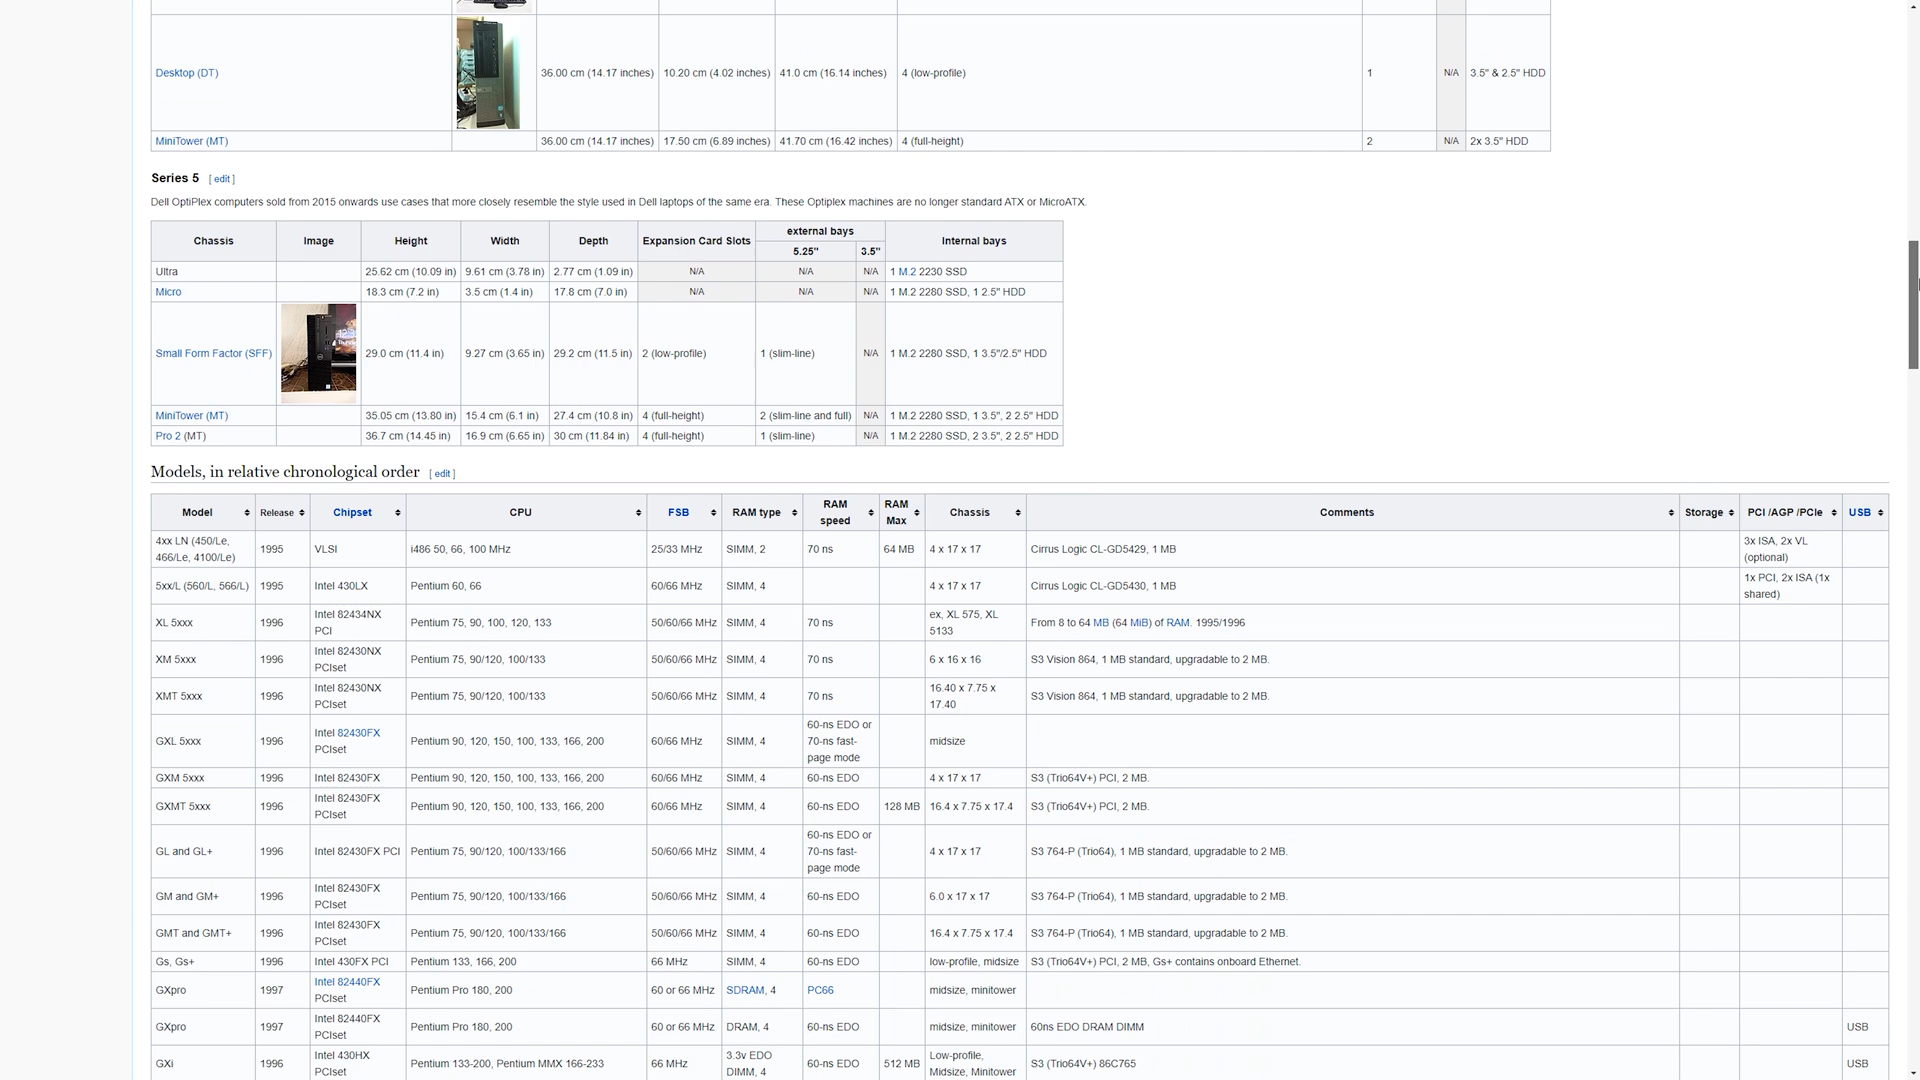 Desktop (DT) 36.00 cm (14.17 inches) 10.20 cm (4.02 inches) 41.0 cm (16.14 inches) 4 (low-profile) 1 N/A 3.5" & 2.5" HDD
MiniTower (MT) 36.00 cm (14.17 inches) 17.50 cm (6.89 inches) 41.70 cm (16.42 inches) 4 (full-height) 2 N/A 2x 3.5" HDD
Series 5 [ edit ]
Dell OptiPlex computers sold from 2015 onwards use cases that more closely resemble the style used in Dell laptops of the same era. These Optiplex machines are no longer standard ATX or MicroATX.
Chassis Image Height Width Depth Expansion Card Slots external bays Internal bays
5.25" 3.5"
Ultra 25.62 cm (10.09 in) 9.61 cm (3.78 in) 2.77 cm (1.09 in) N/A N/A N/A 1 M.2 2230 SSD
Micro 18.3 cm (7.2 in) 3.5 cm (1.4 in) 17.8 cm (7.0 in) N/A N/A N/A 1 M.2 2280 SSD, 1 2.5" HDD
Small Form Factor (SFF) 29.0 cm (11.4 in) 9.27 cm (3.65 in) 29.2 cm (11.5 in) 2 (low-profile) 1 (slim-line) N/A 1 M.2 2280 SSD, 1 3.5"/2.5" HDD
MiniTower (MT) 35.05 cm (13.80 in) 15.4 cm (6.1 in) 27.4 cm (10.8 in) 4 (full-height) 2 (slim-line and full) N/A 1 M.2 2280 SSD, 1 3.5", 2 2.5" HDD
Pro 2 (MT) 36.7 cm (14.45 in) 16.9 cm (6.65 in) 30 cm (11.84 in) 4 (full-height) 1 (slim-line) N/A 1 M.2 2280 SSD, 2 3.5", 2 2.5" HDD
Models, in relative chronological order [ edit ]
Model Release Chipset CPU FSB RAM type RAM speed RAM Max Chassis Comments Storage PCI /AGP /PCIe USB
4xx LN (450/Le, 466/Le, 4100/Le) 1995 VLSI i486 50, 66, 100 MHz 25/33 MHz SIMM, 2 70 ns 64 MB 4 x 17 x 17 Cirrus Logic CL-GD5429, 1 MB 3x ISA, 2x VL (optional)
5xx/L (560/L, 566/L) 1995 Intel 430LX Pentium 60, 66 60/66 MHz SIMM, 4 4 x 17 x 17 Cirrus Logic CL-GD5430, 1 MB 1x PCI, 2x ISA (1x shared)
XL 5xxx 1996 Intel 82434NX PCI Pentium 75, 90, 100, 120, 133 50/60/66 MHz SIMM, 4 70 ns ex, XL 575, XL 5133 From 8 to 64 MB (64 MiB) of RAM. 1995/1996
XM 5xxx 1996 Intel 82430NX PCIset Pentium 75, 90/120, 100/133 50/60/66 MHz SIMM, 4 70 ns 6 x 16 x 16 S3 Vision 864, 1 MB standard, upgradable to 2 MB.
XMT 5xxx 1996 Intel 82430NX PCIset Pentium 75, 90/120, 100/133 50/60/66 MHz SIMM, 4 70 ns 16.40 x 7.75 x 17.40 S3 Vision 864, 1 MB standard, upgradable to 2 MB.
GXL 5xxx 1996 Intel 82430FX PCIset Pentium 90, 120, 150, 100, 133, 166, 200 60/66 MHz SIMM, 4 60-ns EDO or 70-ns fast-page mode midsize
GXM 5xxx 1996 Intel 82430FX Pentium 90, 120, 150, 100, 133, 166, 200 60/66 MHz SIMM, 4 60-ns EDO 4 x 17 x 17 S3 (Trio64V+) PCI, 2 MB.
GXMT 5xxx 1996 Intel 82430FX PCIset Pentium 90, 120, 150, 100, 133, 166, 200 60/66 MHz SIMM, 4 60-ns EDO 128 MB 16.4 x 7.75 x 17.4 S3 (Trio64V+) PCI, 2 MB.
GL and GL+ 1996 Intel 82430FX PCI Pentium 75, 90/120, 100/133/166 50/60/66 MHz SIMM, 4 60-ns EDO or 70-ns fast-page mode 4 x 17 x 17 S3 764-P (Trio64), 1 MB standard, upgradable to 2 MB.
GM and GM+ 1996 Intel 82430FX PCIset Pentium 75, 90/120, 100/133/166 50/60/66 MHz SIMM, 4 60-ns EDO 6.0 x 17 x 17 S3 764-P (Trio64), 1 MB standard, upgradable to 2 MB.
GMT and GMT+ 1996 Intel 82430FX PCIset Pentium 75, 90/120, 100/133/166 50/60/66 MHz SIMM, 4 60-ns EDO 16.4 x 7.75 x 17.4 S3 764-P (Trio64), 1 MB standard, upgradable to 2 MB.
Gs, Gs+ 1996 Intel 430FX PCI Pentium 133, 166, 200 66 MHz SIMM, 4 60-ns EDO low-profile, midsize S3 (Trio64V+) PCI, 2 MB, Gs+ contains onboard Ethernet.
GXpro 1997 Intel 82440FX PCIset Pentium Pro 180, 200 60 or 66 MHz SDRAM, 4 PC66 midsize, minitower
GXpro 1997 Intel 82440FX PCIset Pentium Pro 180, 200 60 or 66 MHz DRAM, 4 60-ns EDO midsize, minitower 60ns EDO DRAM DIMM USB
GXi 1996 Intel 430HX PCIset Pentium 133-200, Pentium MMX 166-233 66 MHz 3.3v EDO DIMM, 4 60-ns EDO 512 MB Low-profile, Midsize, Minitower S3 (Trio64V+) 86C765 USB